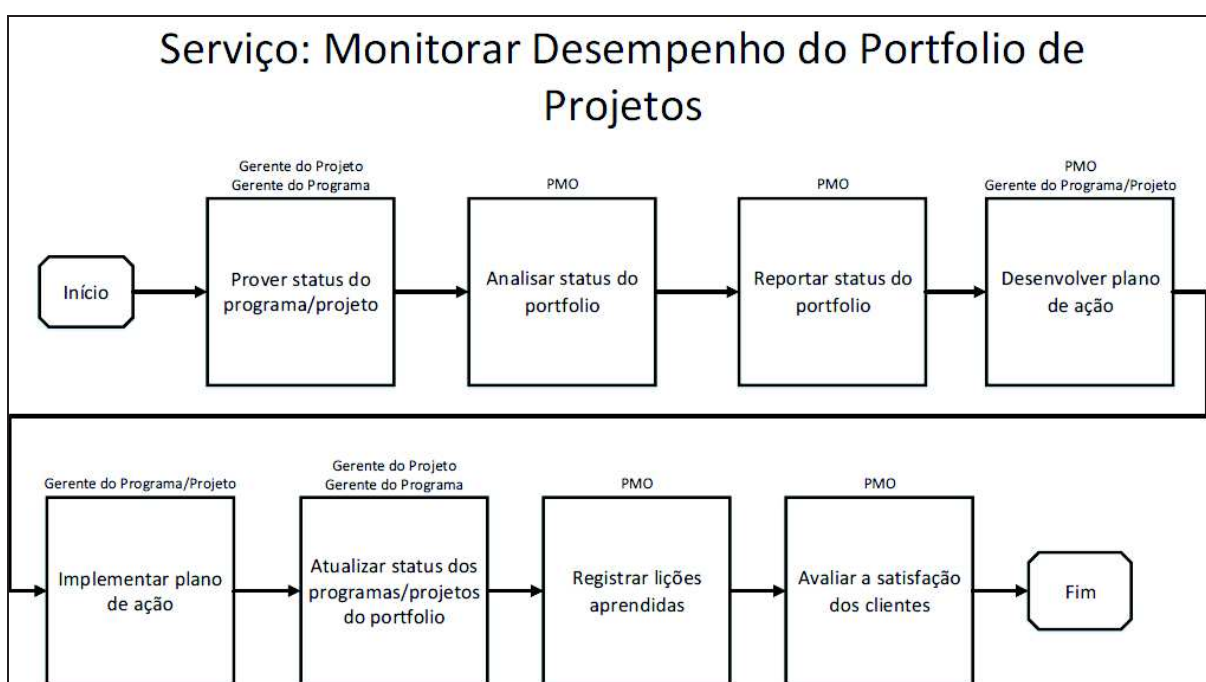 Serviço: Monitorar Desempenho do Portfolio de
Projetos
Gerente do Projeto
Gerente do Programa
PMO
PMO
PMO
Gerente do Programa/Projeto
Início
Prover status do
programa/projeto
Analisar status do
portfolio
Reportar status do
portfolio
Desenvolver plano
de ação
Gerente do Programa/Projeto
Gerente do Projeto
Gerente do Programa
PMO
PMO
Implementar plano
de ação
Atualizar status dos
programas/projetos
do portfolio
Registrar lições
aprendidas
Avaliar a satisfação
dos clientes
Fim